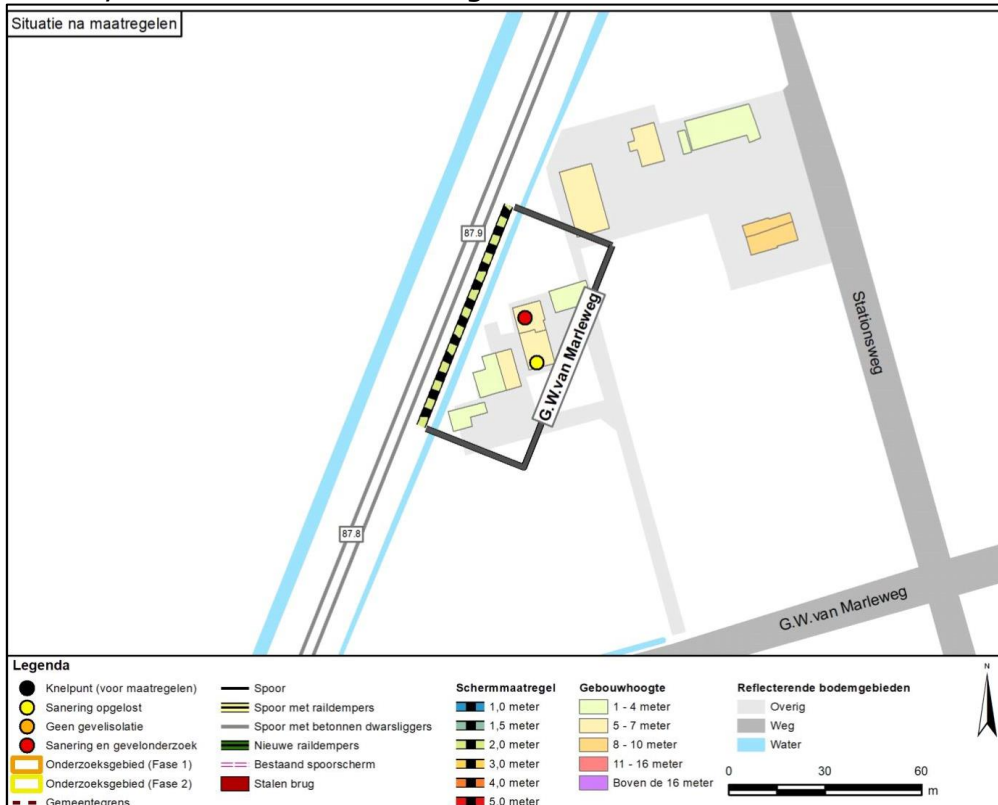 Situatie na maatregelen
87.9
G.W.van Marleweg
Stationsweg
87.8
G.W.van Marleweg
Legenda
Knelpunt (voor maatregelen)
Sanering opgelost
Geen gevelisolatie
Sanering en gevelonderzoek
Onderzoeksgebied (Fase 1)
Onderzoeksgebied (Fase 2)
Gemeentegrens
Spoor
Spoor met raildempers
Spoor met betonnen dwarsliggers
Nieuwe raildempers
Bestaand spoorscherm
Stalen brug
Schermmaatregel
1,0 meter
1,5 meter
2,0 meter
3,0 meter
4,0 meter
5,0 meter
Gebouwhoogte
1 - 4 meter
5 - 7 meter
8 - 10 meter
11 - 16 meter
Boven de 16 meter
Reflecterende bodemgebieden
Overig
Weg
Water
N
0 30 60
m